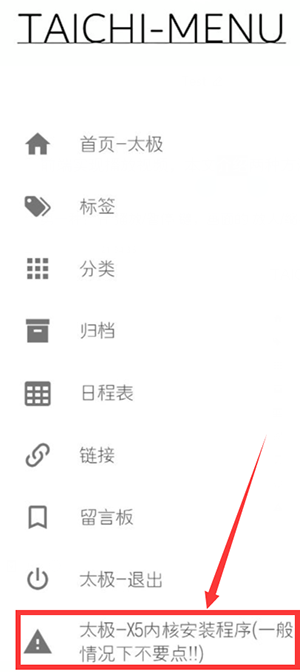 TAICHI-MENU
首页-太极
标签
分类
归档
日程表
链接
留言板
太极-退出
太极-X5内核安装程序(一般
情况下不要点!!)